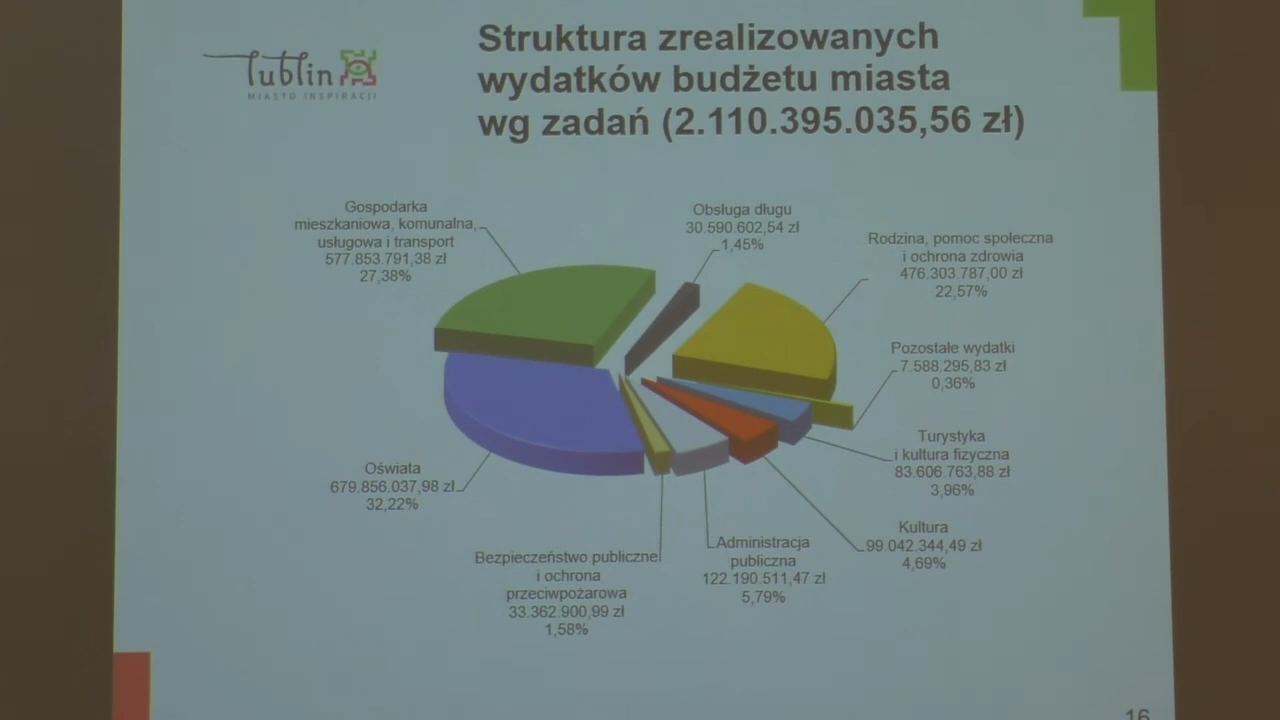 lublin
MIASTO INSPIRACJI
Struktura zrealizowanych
wydatków budżetu miasta
wg zadań (2.110.395.035,56 zł)
Gospodarka
mieszkaniowa, komunalna,
usługowa i transport
577.853.791,38 zł
27,38%
Obsługa długu
30.590.602,54 zł
1,45%
Rodzina, pomoc społeczna
i ochrona zdrowia
476.303.787,00 zł
22,57%
Pozostałe wydatki
7.588.295,83 zł
0,36%
Turystyka
i kultura fizyczna
83.606.763,88 zł
3,96%
Kultura
99.042.344,49 zł
4,69%
Administracja
publiczna
122.190.511,47 zł
5,79%
Bezpieczeństwo publiczne
i ochrona
przeciwpożarowa
33.362.900,99 zł
1,58%
Oświata
679.856.037,98 zł
32,22%
16